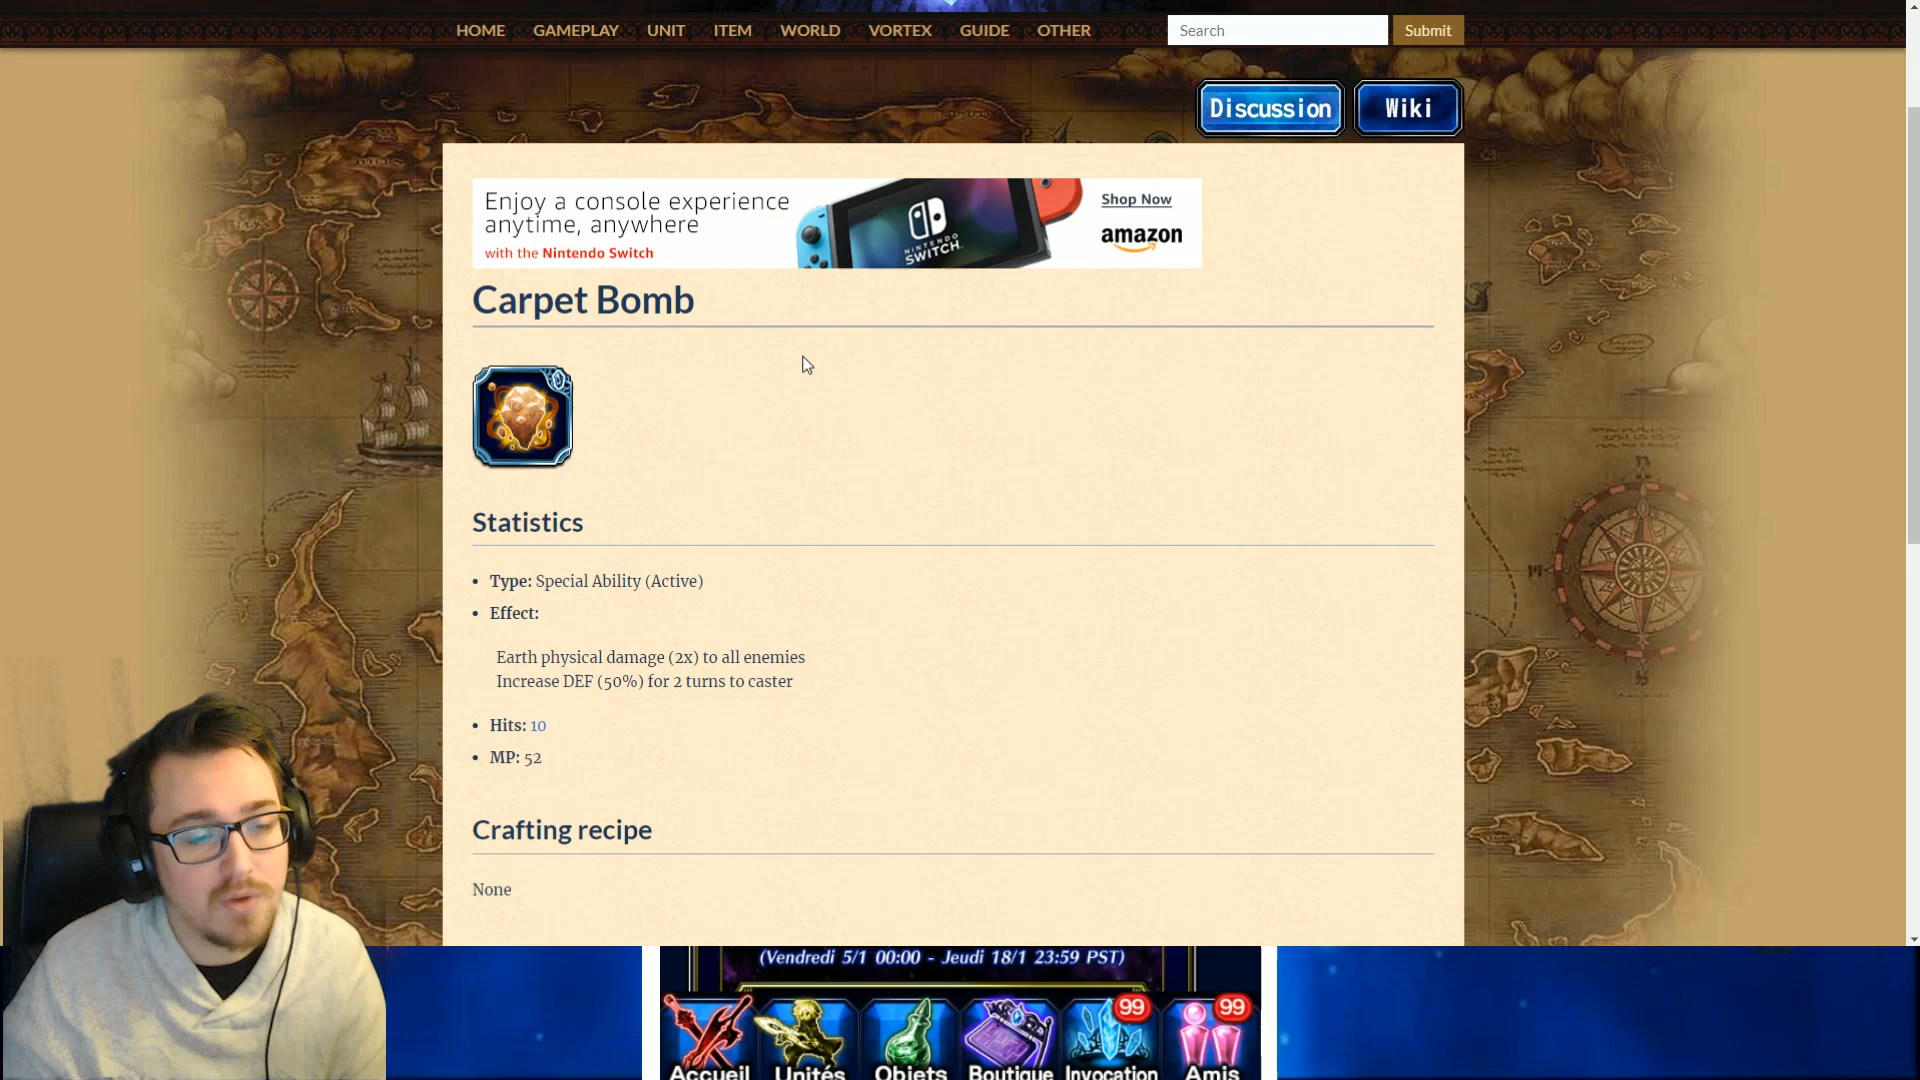 HOME GAMEPLAY UNIT ITEM WORLD VORTEX GUIDE OTHER Search Submit
Discussion Wiki
Enjoy a console experience
anytime, anywhere
with the Nintendo Switch
NINTENDO
SWITCH
Shop Now
amazon
Carpet Bomb
Statistics
• Type: Special Ability (Active)
• Effect:
Earth physical damage (2x) to all enemies
Increase DEF (50%) for 2 turns to caster
• Hits: 10
• MP: 52
Crafting recipe
None
(Vendredi 5/1 00:00 - Jeudi 18/1 23:59 PST)
99 99
Accueil Unités Objets Boutique Invocation Amis